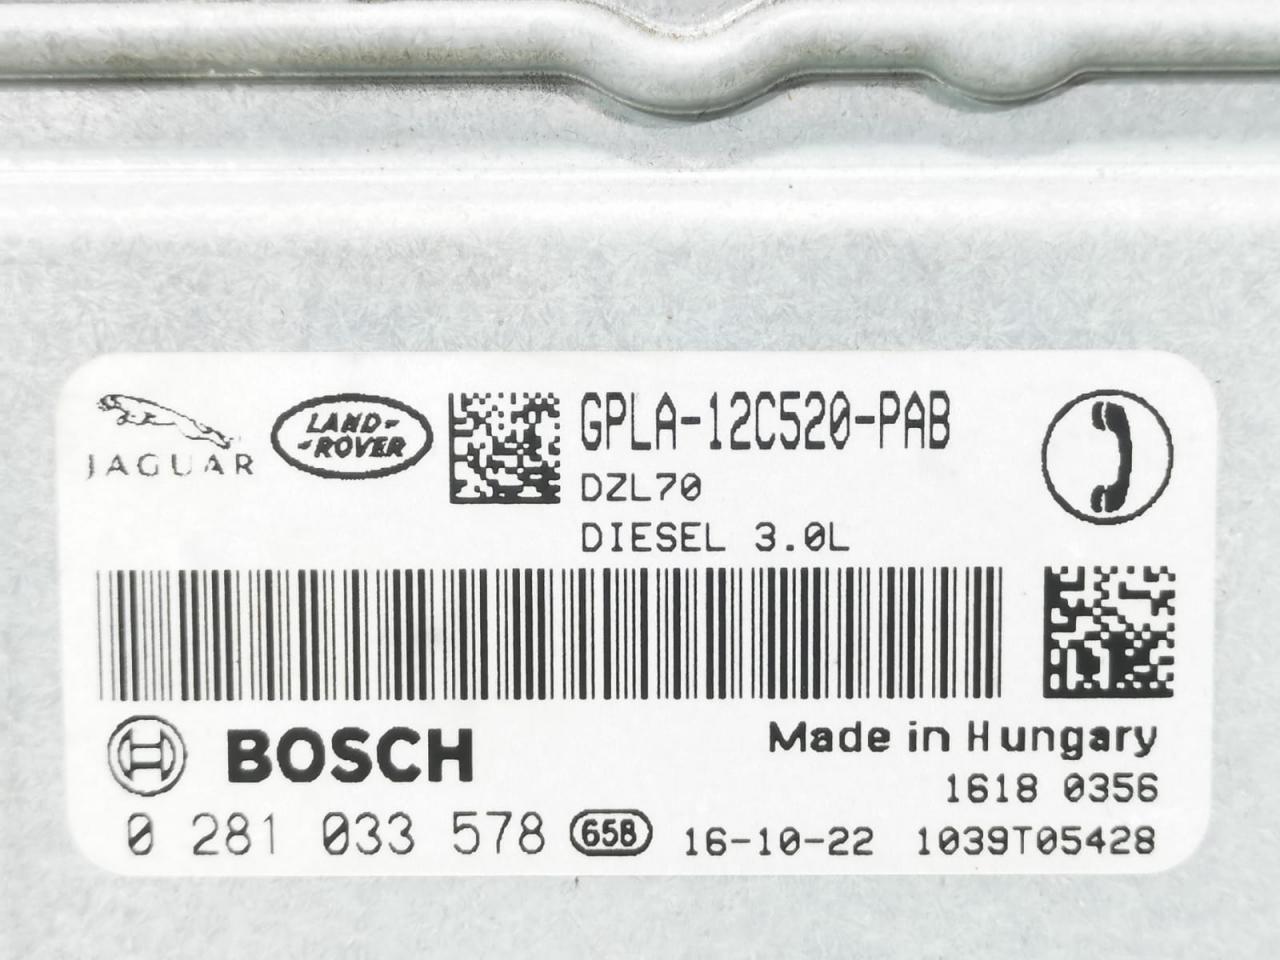 JAGUAR
LAND-
-ROVER
GPLA-12C520-PAB
DZL70
DIESEL 3.0L
BOSCH
Made in Hungary
1618 0356
0 281 033 578 65B 16-10-22 1039T05428